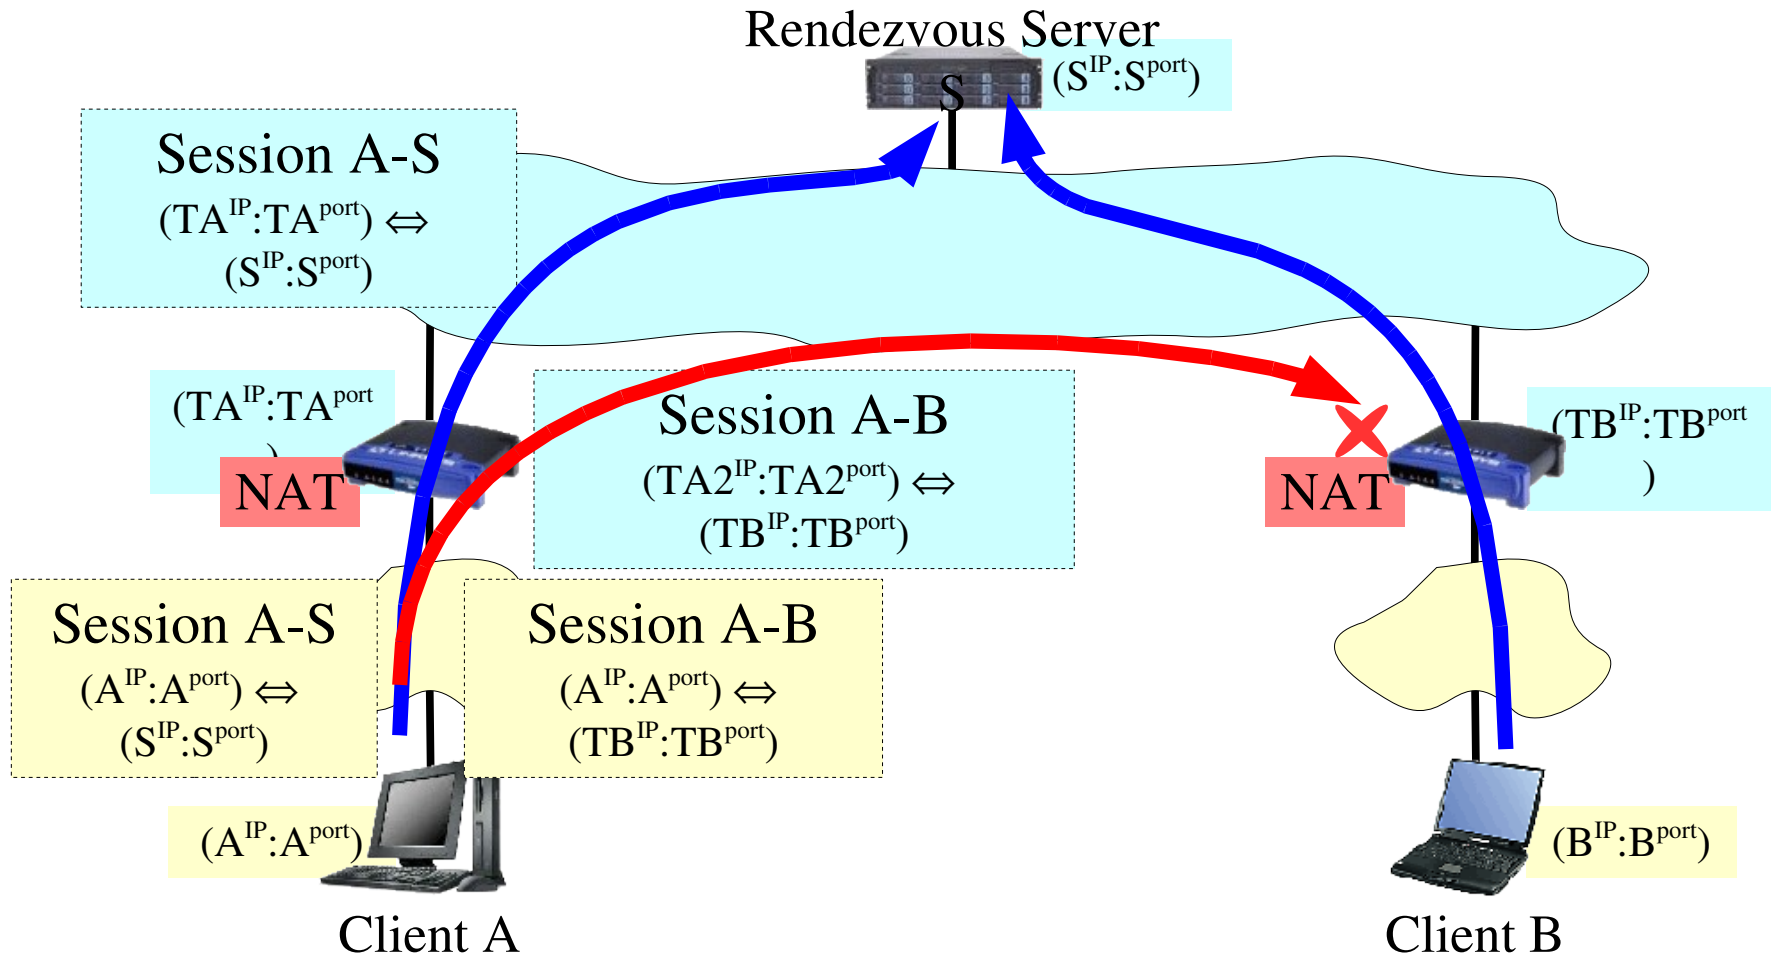 Rendezvous Server
S
(S^IP:S^port)
Session A-S
(TA^IP:TA^port) ⇔
(S^IP:S^port)
(TA^IP:TA^port
)
NAT
Session A-B
(TA2^IP:TA2^port) ⇔
(TB^IP:TB^port)
NAT
(TB^IP:TB^port
)
Session A-S
(A^IP:A^port) ⇔
(S^IP:S^port)
Session A-B
(A^IP:A^port) ⇔
(TB^IP:TB^port)
(A^IP:A^port)
(B^IP:B^port)
Client A
Client B